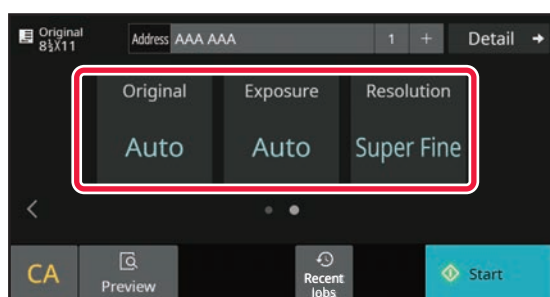 Original
8½X11
Address AAA AAA 1 + Detail
Original Exposure Resolution
Auto Auto Super Fine
CA
Preview
Recent
Jobs
Start